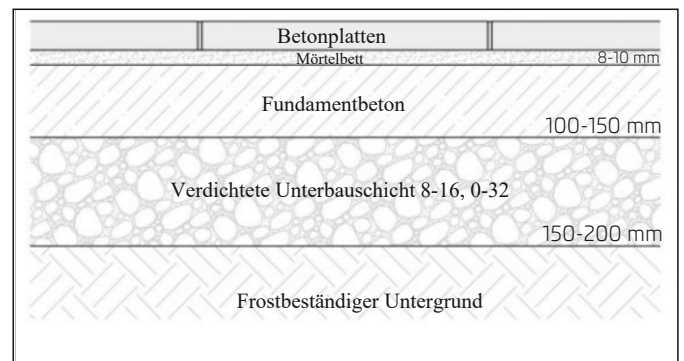 Betonplatten
Mörtelbett 8-10 mm
Fundamentbeton
100-150 mm
Verdichtete Unterbauschicht 8-16, 0-32
150-200 mm
Frostbeständiger Untergrund